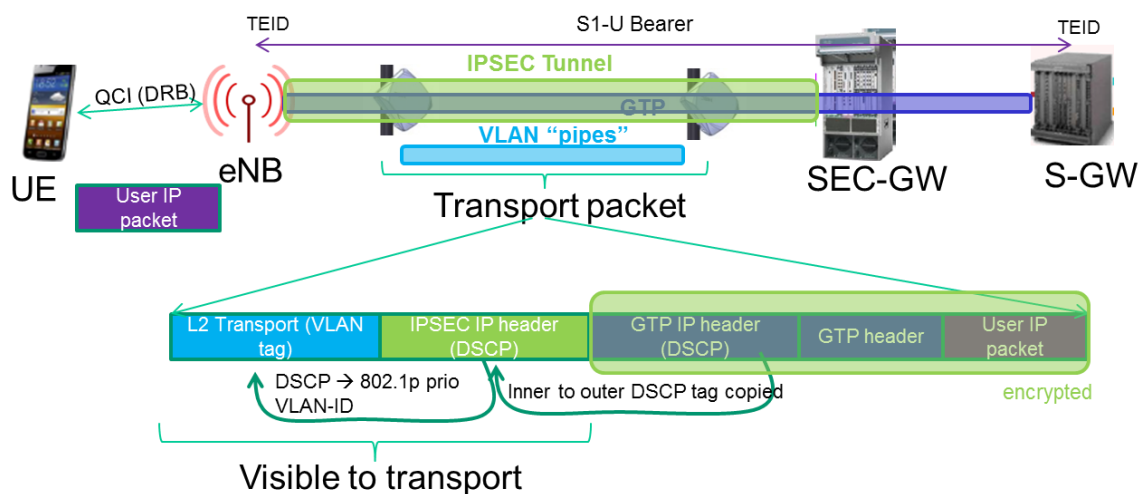 TEID
S1-U Bearer
TEID
IPSEC Tunnel
QCI (DRB)
GTP
VLAN “pipes”
UE
eNB
SEC-GW
S-GW
User IP
packet
Transport packet
L2 Transport (VLAN
tag)
IPSEC IP header
(DSCP)
GTP IP header
(DSCP)
GTP header
User IP
packet
DSCP → 802.1p prio
VLAN-ID
Inner to outer DSCP tag copied
encrypted
Visible to transport